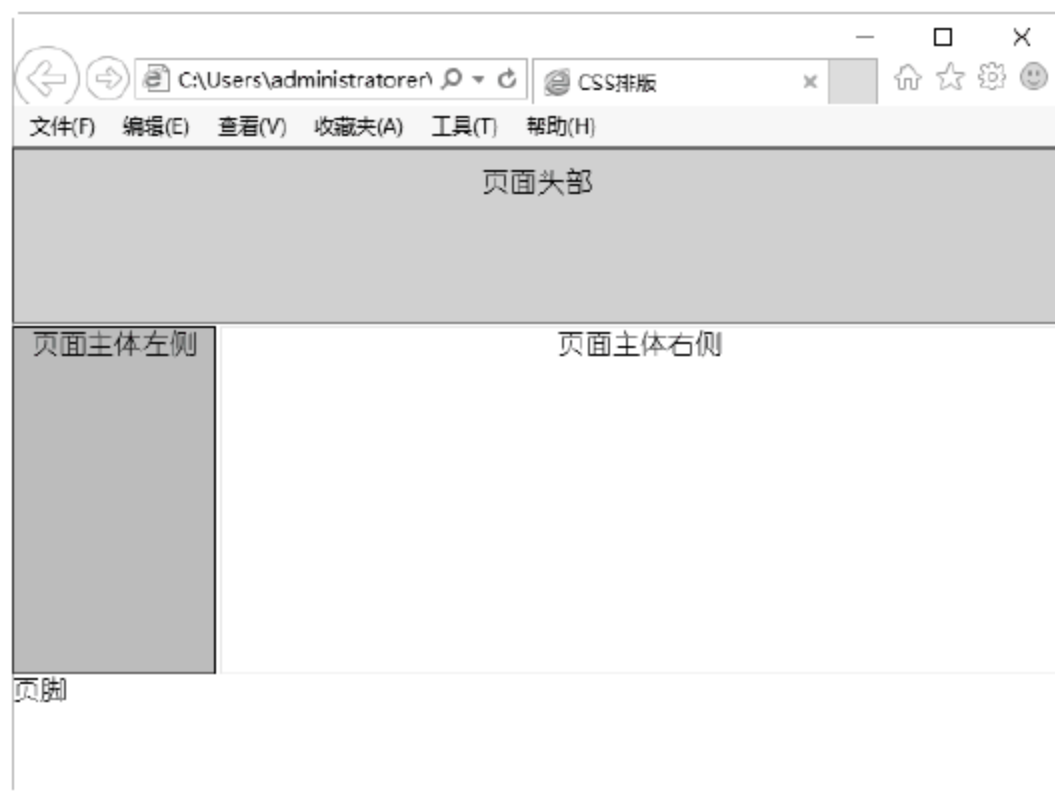 C:\Users\administratorer\
CSS排版
文件(F) 编辑(E) 查看(V) 收藏夹(A) 工具(T) 帮助(H)
页面头部
页面主体左侧
页面主体右侧
页脚